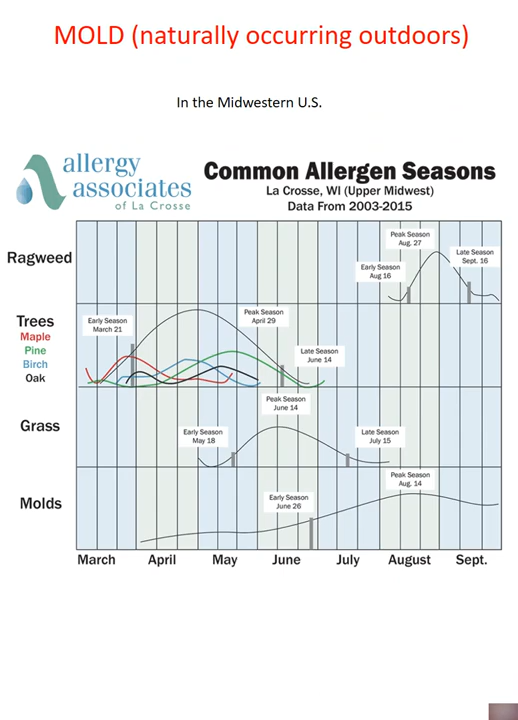 MOLD (naturally occurring outdoors)
In the Midwestern U.S.
allergy
associates
of La Crosse
Common Allergen Seasons
La Crosse, WI (Upper Midwest)
Data From 2003-2015
Ragweed
Early Season
Aug 16
Peak Season
Aug. 27
Late Season
Sept. 16
Trees
Maple
Pine
Birch
Oak
Early Season
March 21
Peak Season
April 29
Late Season
June 14
Grass
Early Season
May 18
Peak Season
June 14
Late Season
July 15
Molds
Early Season
June 26
Peak Season
Aug. 14
March April May June July August Sept.